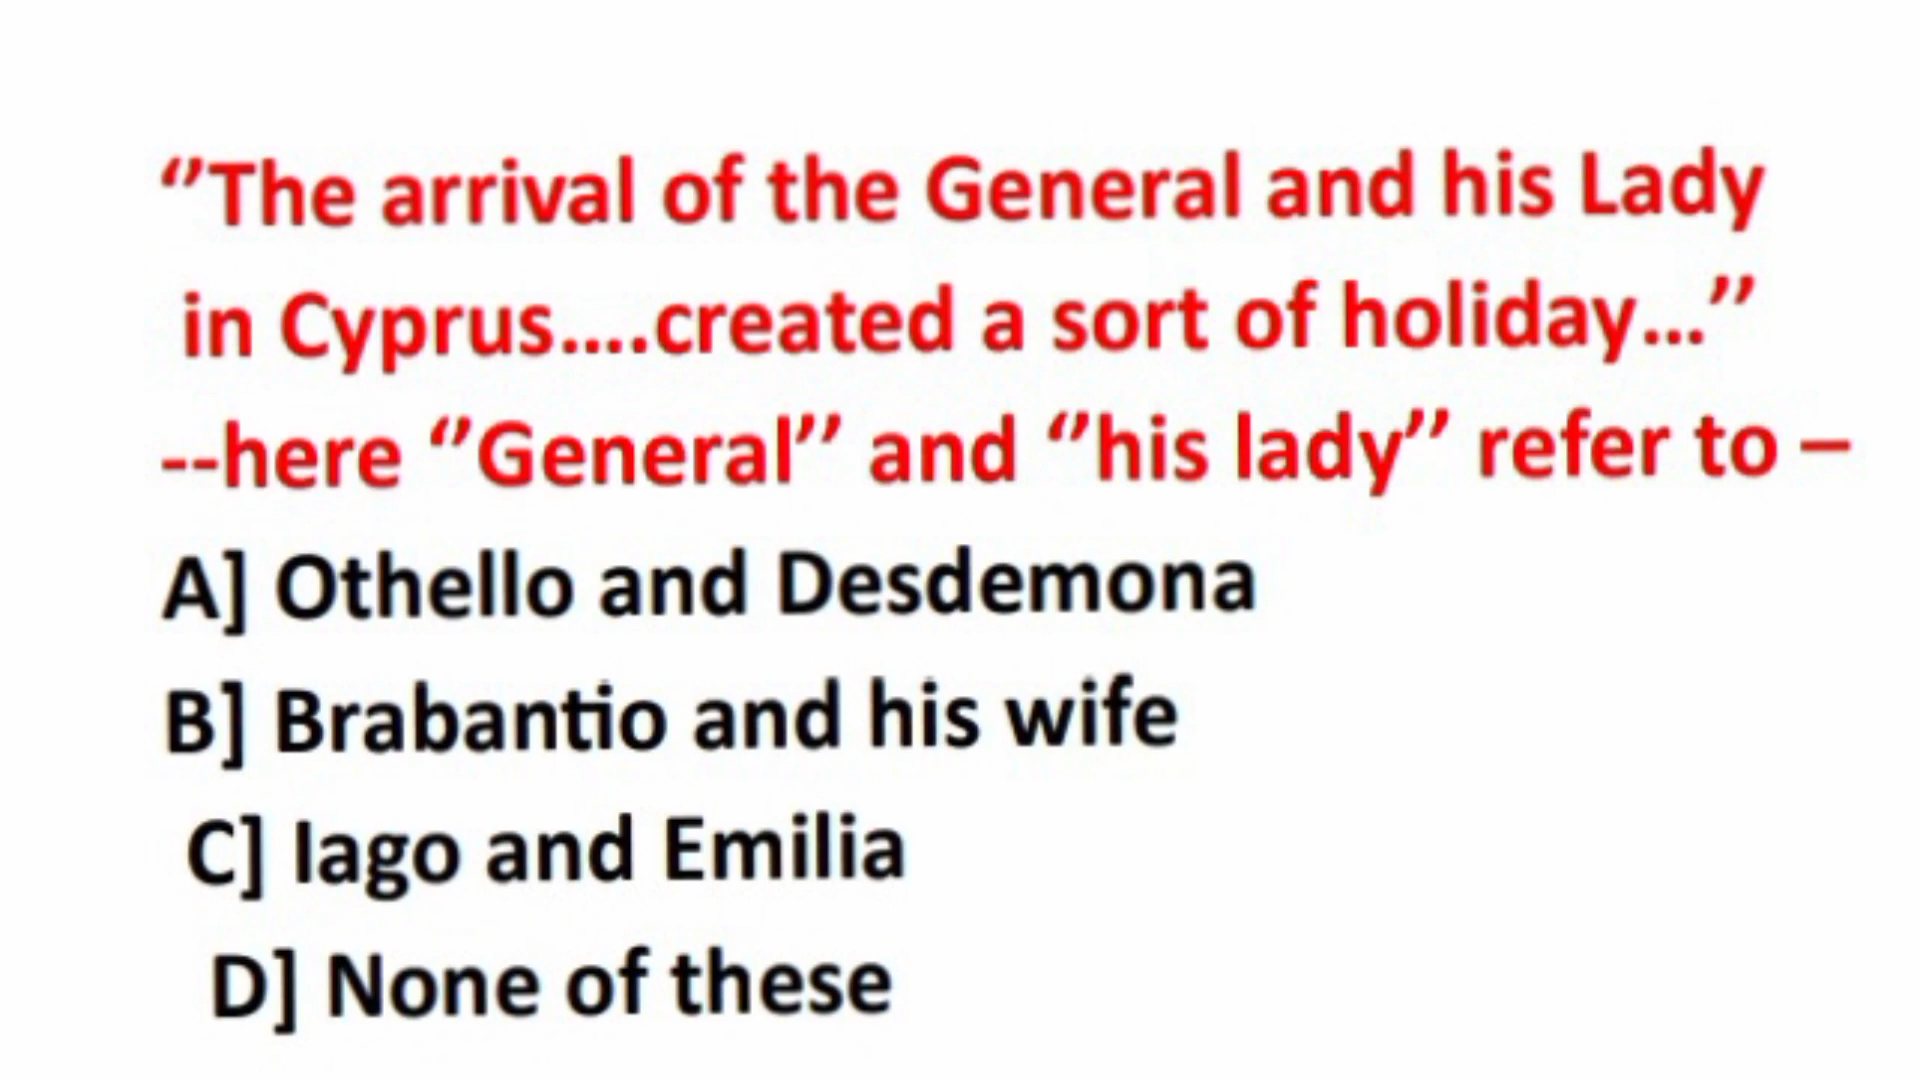 ‘’The arrival of the General and his Lady
in Cyprus....created a sort of holiday...’’
--here ‘’General’’ and ‘’his lady’’ refer to –
A] Othello and Desdemona
B] Brabantio and his wife
C] Iago and Emilia
D] None of these